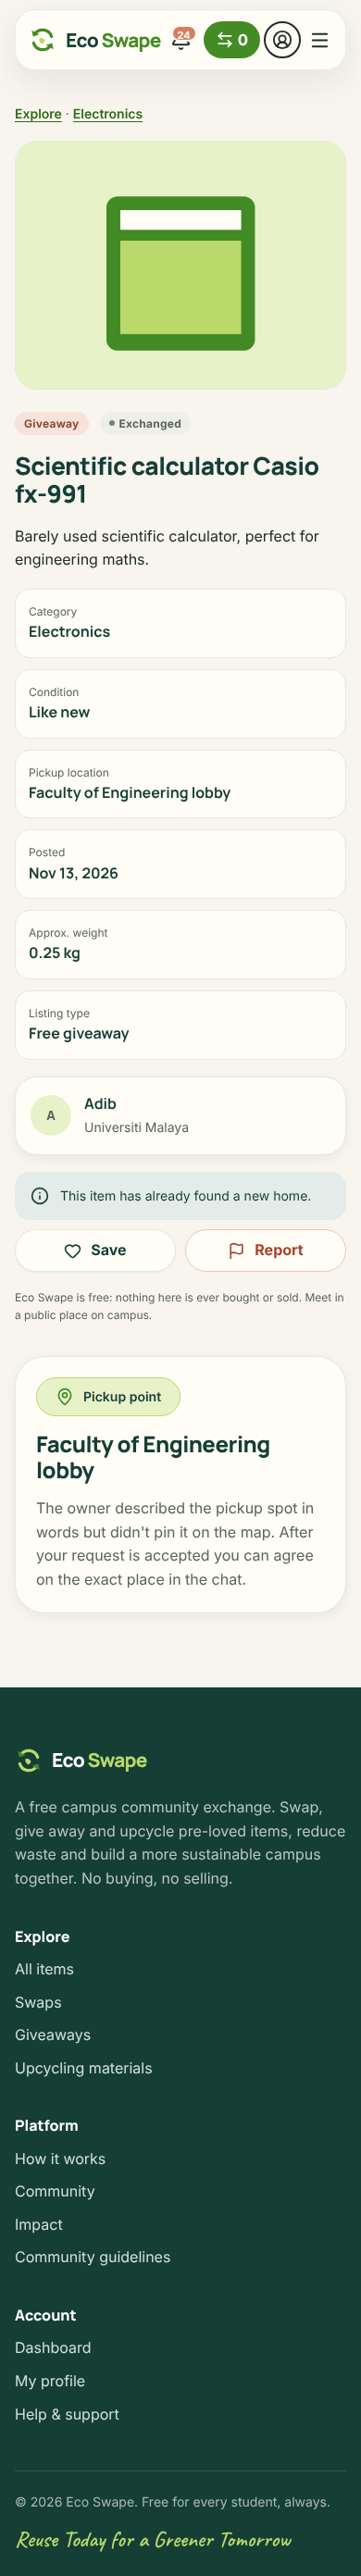 Eco Swape
24
0
Explore · Electronics
Giveaway
Exchanged
Scientific calculator Casio
fx-991
Barely used scientific calculator, perfect for
engineering maths.
Category
Electronics
Condition
Like new
Pickup location
Faculty of Engineering lobby
Posted
Nov 13, 2026
Approx. weight
0.25 kg
Listing type
Free giveaway
A
Adib
Universiti Malaya
This item has already found a new home.
Save
Report
Eco Swape is free: nothing here is ever bought or sold. Meet in
a public place on campus.
Pickup point
Faculty of Engineering
lobby
The owner described the pickup spot in
words but didn't pin it on the map. After
your request is accepted you can agree
on the exact place in the chat.
Eco Swape
A free campus community exchange. Swap,
give away and upcycle pre-loved items, reduce
waste and build a more sustainable campus
together. No buying, no selling.
Explore
All items
Swaps
Giveaways
Upcycling materials
Platform
How it works
Community
Impact
Community guidelines
Account
Dashboard
My profile
Help & support
© 2026 Eco Swape. Free for every student, always.
Reuse Today for a Greener Tomorrow